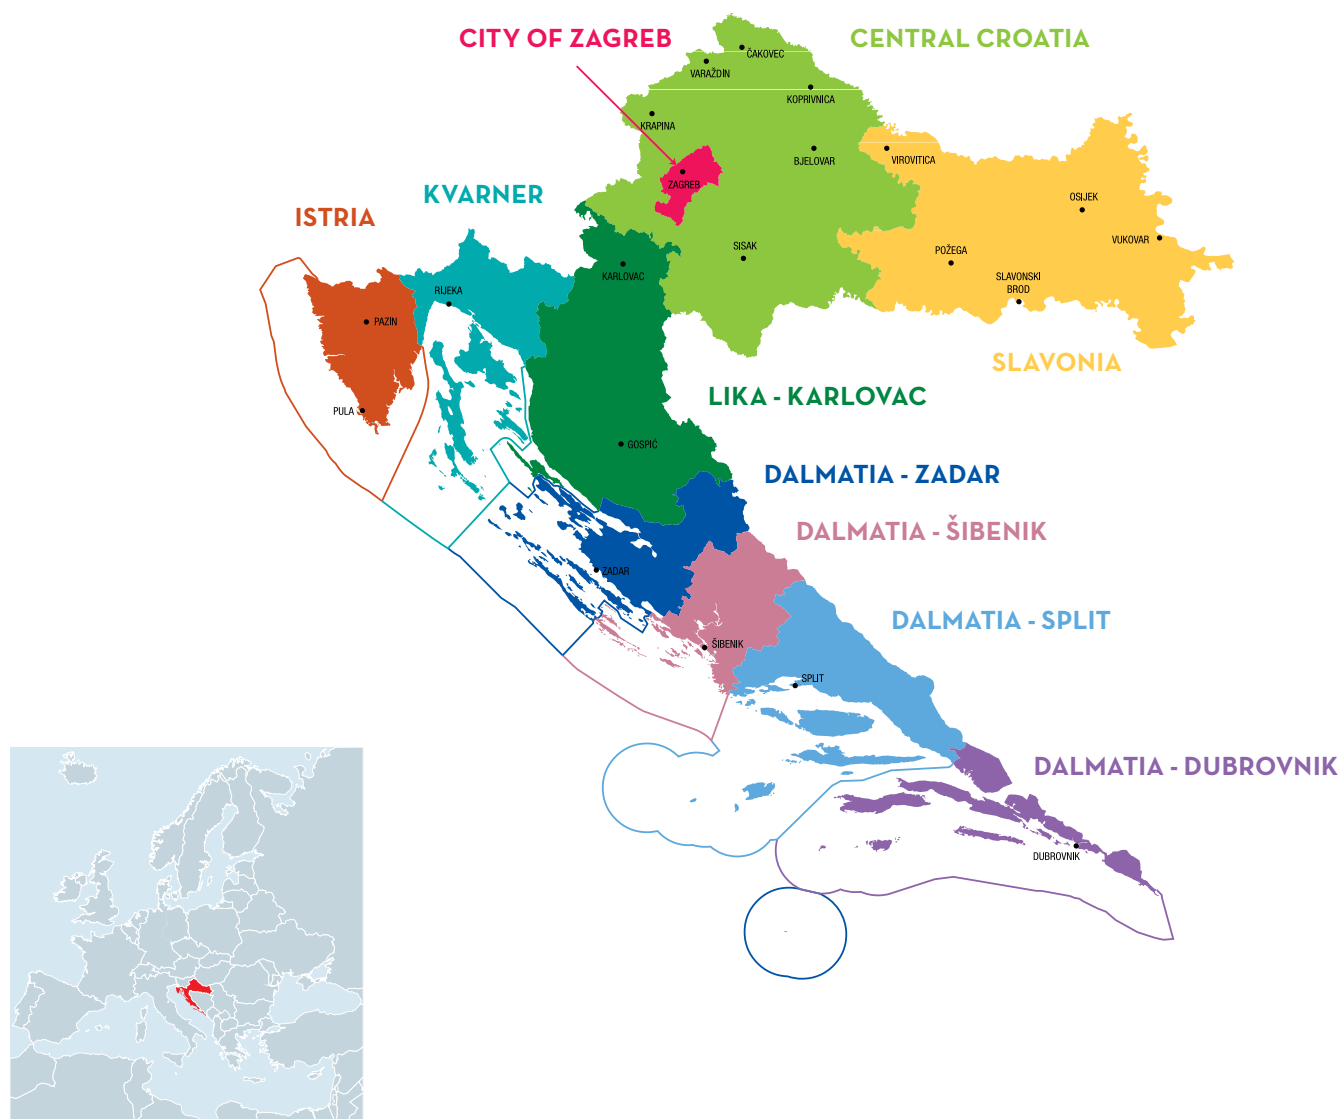 CITY OF ZAGREB
CENTRAL CROATIA
ČAKOVEC
VARAŽDIN
KOPRIVNICA
KRAPINA
BJELOVAR
VIROVITICA
ZAGREB
KVARNER
ISTRIA
OSIJEK
VUKOVAR
SISAK
POŽEGA
KARLOVAC
SLAVONSKI
BROD
RIJEKA
PAZIN
SLAVONIA
LIKA - KARLOVAC
PULA
GOSPIĆ
DALMATIA - ZADAR
DALMATIA - ŠIBENIK
ZADAR
DALMATIA - SPLIT
ŠIBENIK
SPLIT
DALMATIA - DUBROVNIK
DUBROVNIK